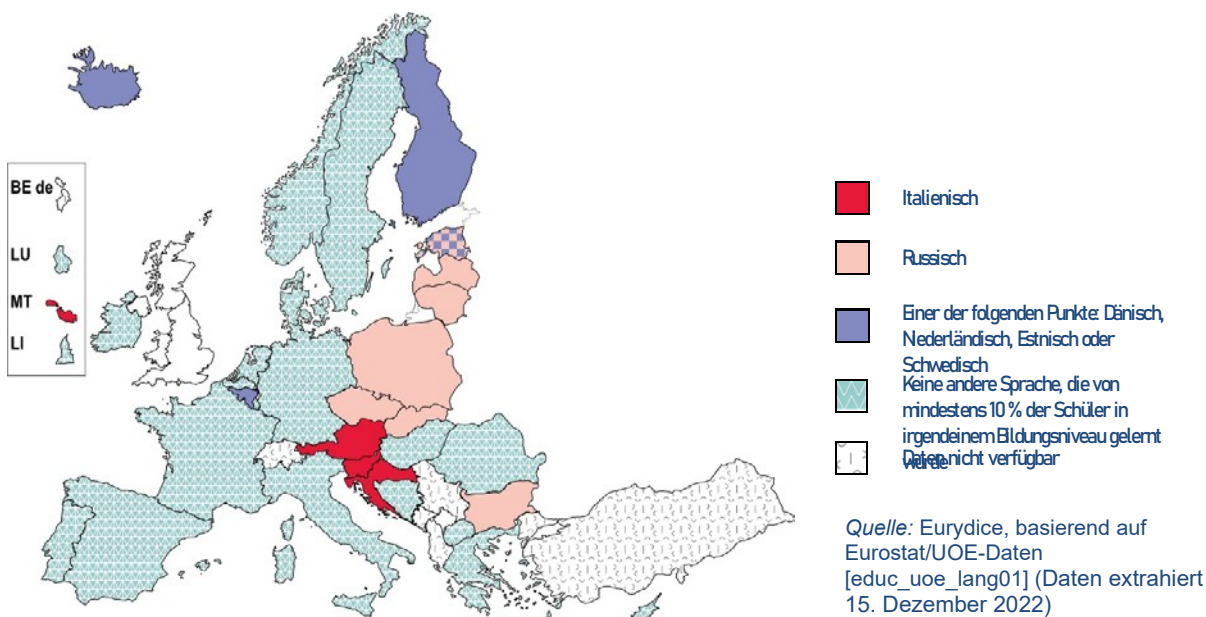 BE de
LU
MT
LI
Italienisch
Russisch
Einer der folgenden Punkte: Dänisch,
Nederländisch, Estnisch oder
Schwedisch
Keine andere Sprache, die von
mindestens 10 % der Schüler in
irgendeinem Bildungsniveau gelernt
wurde
Daten nicht verfügbar
Quelle: Eurydice, basierend auf
Eurostat/UOE-Daten
[educ_uoe_lang01] (Daten extrahiert
15. Dezember 2022)